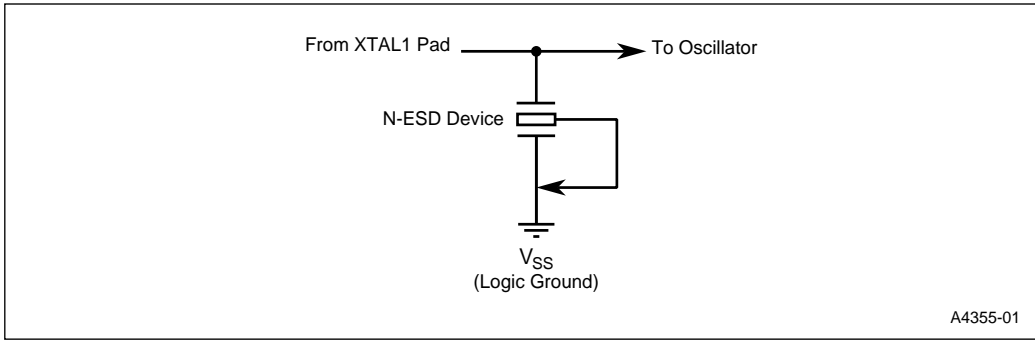 From XTAL1 Pad
To Oscillator
N-ESD Device
VSS
(Logic Ground)
A4355-01